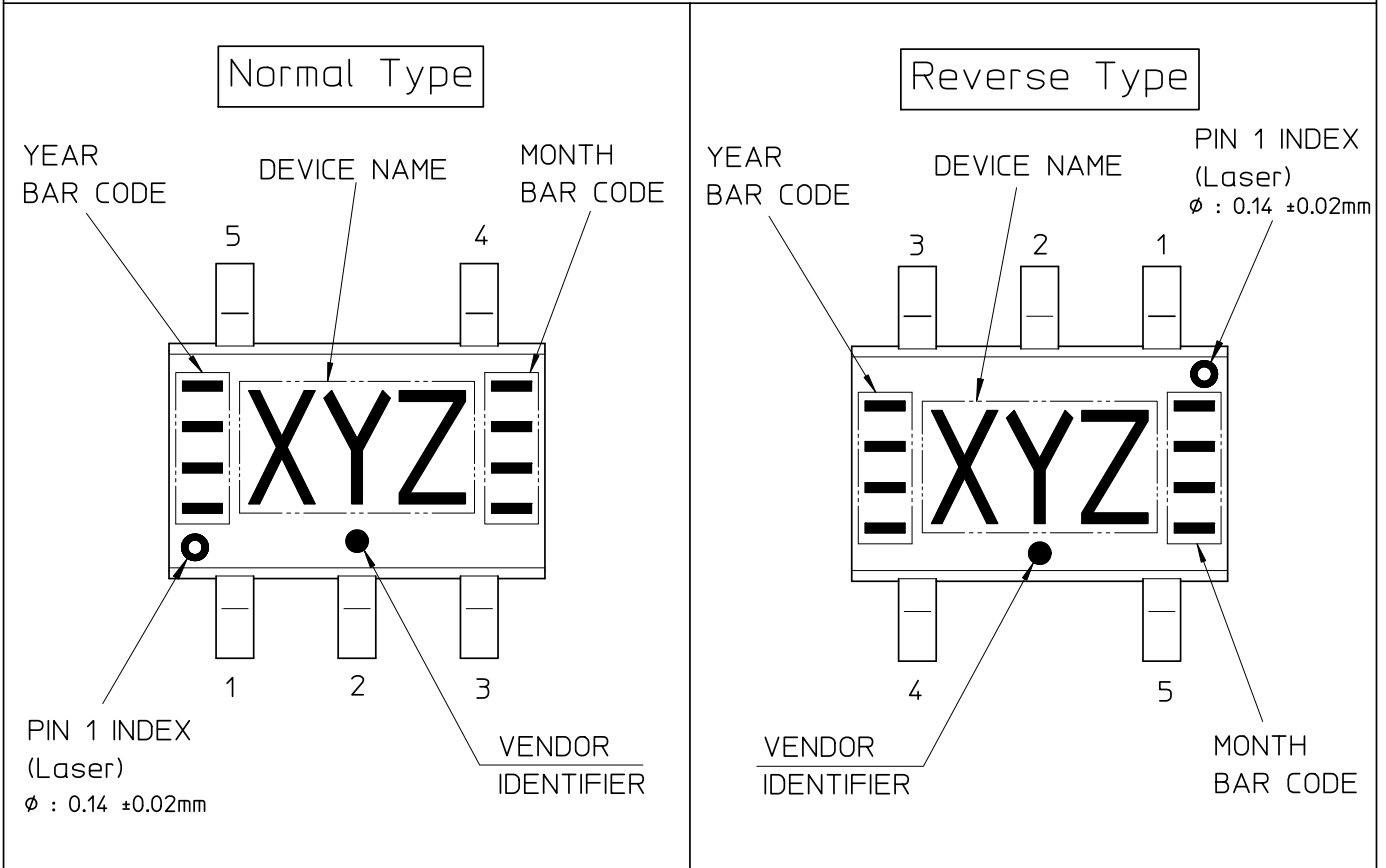 Normal Type
YEAR
BAR CODE
DEVICE NAME
MONTH
BAR CODE
5
4
XYZ
1
2
3
PIN 1 INDEX
(Laser)
ϕ : 0.14 ±0.02mm
VENDOR
IDENTIFIER
Reverse Type
YEAR
BAR CODE
DEVICE NAME
PIN 1 INDEX
(Laser)
ϕ : 0.14 ±0.02mm
3
2
1
XYZ
4
5
VENDOR
IDENTIFIER
MONTH
BAR CODE